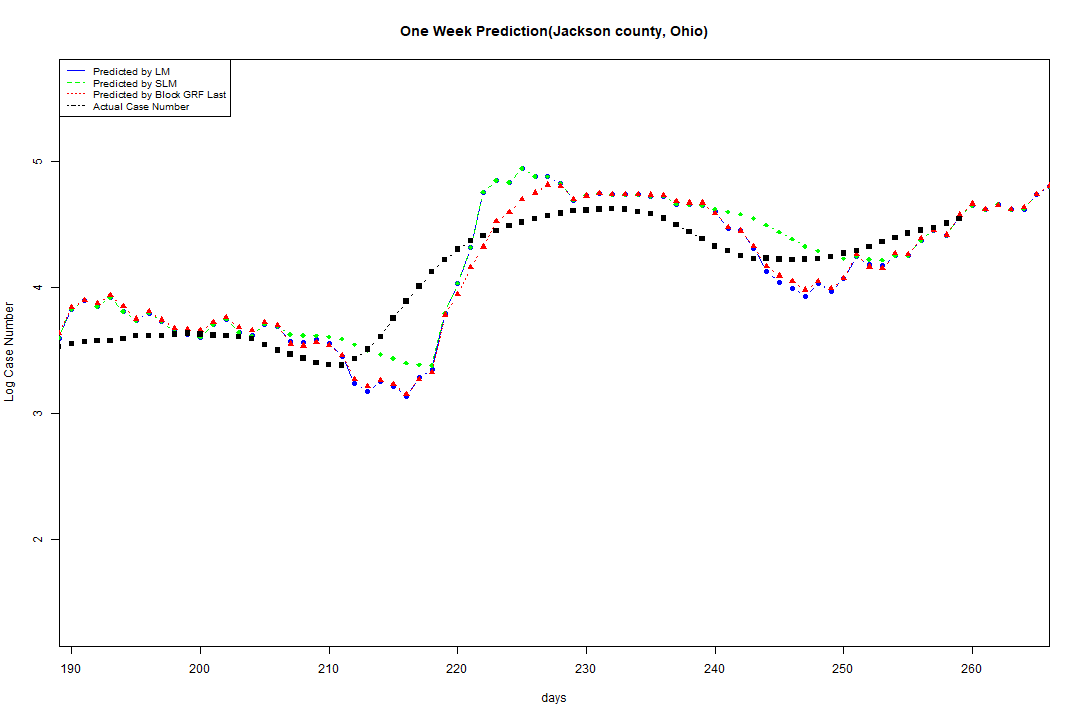 One Week Prediction(Jackson county, Ohio)
Predicted by LM
Predicted by SLM
Predicted by Block GRF Last
Actual Case Number
5
4
3
2
Log Case Number
190 200 210 220 230 240 250 260
days